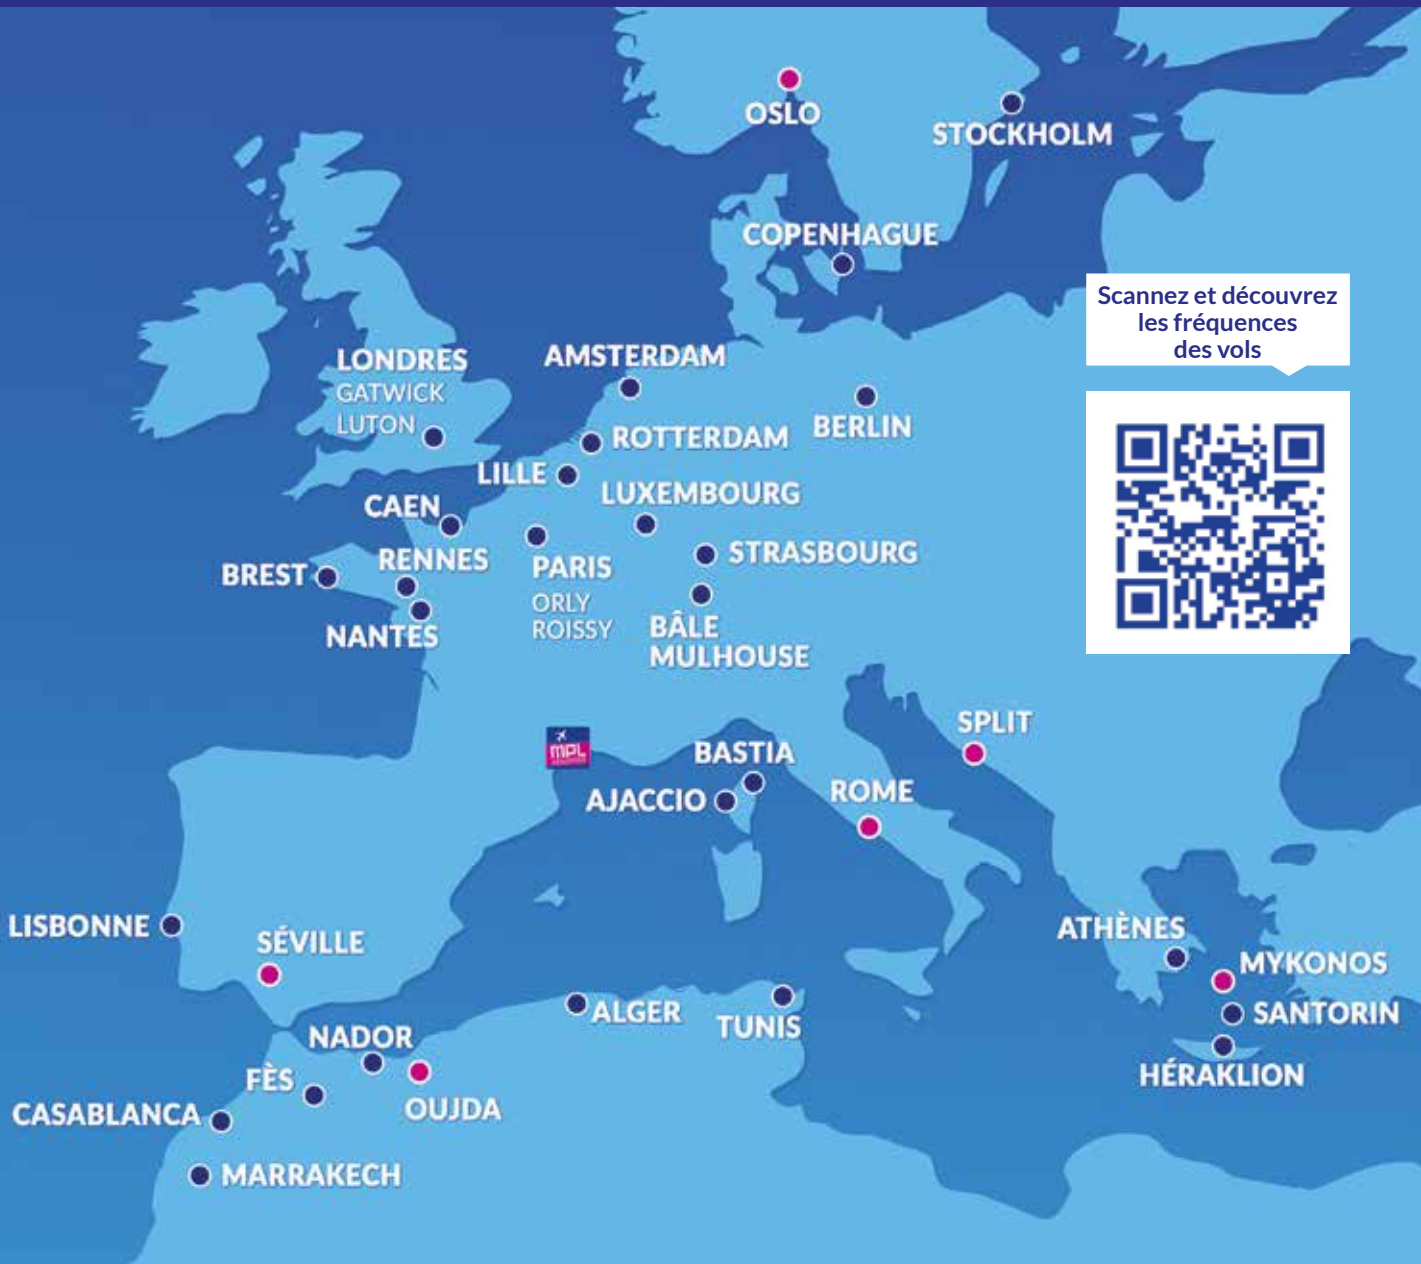 OSLO
STOCKHOLM
COPENHAGUE
Scannez et découvrez
les fréquences
des vols
LONDRES
GATWICK
LUTON
AMSTERDAM
ROTTERDAM
BERLIN
LILLE
LUXEMBOURG
CAEN
STRASBOURG
RENNES
BREST
PARIS
ORLY
ROISSY
NANTES
BÂLE
MULHOUSE
SPLIT
MPL
BASTIA
AJACCIO
ROME
LISBONNE
SÉVILLE
ATHÈNES
MYKONOS
ALGER
TUNIS
SANTORIN
NADOR
HÉRAKLION
FÈS
OUJDA
CASABLANCA
MARRAKECH